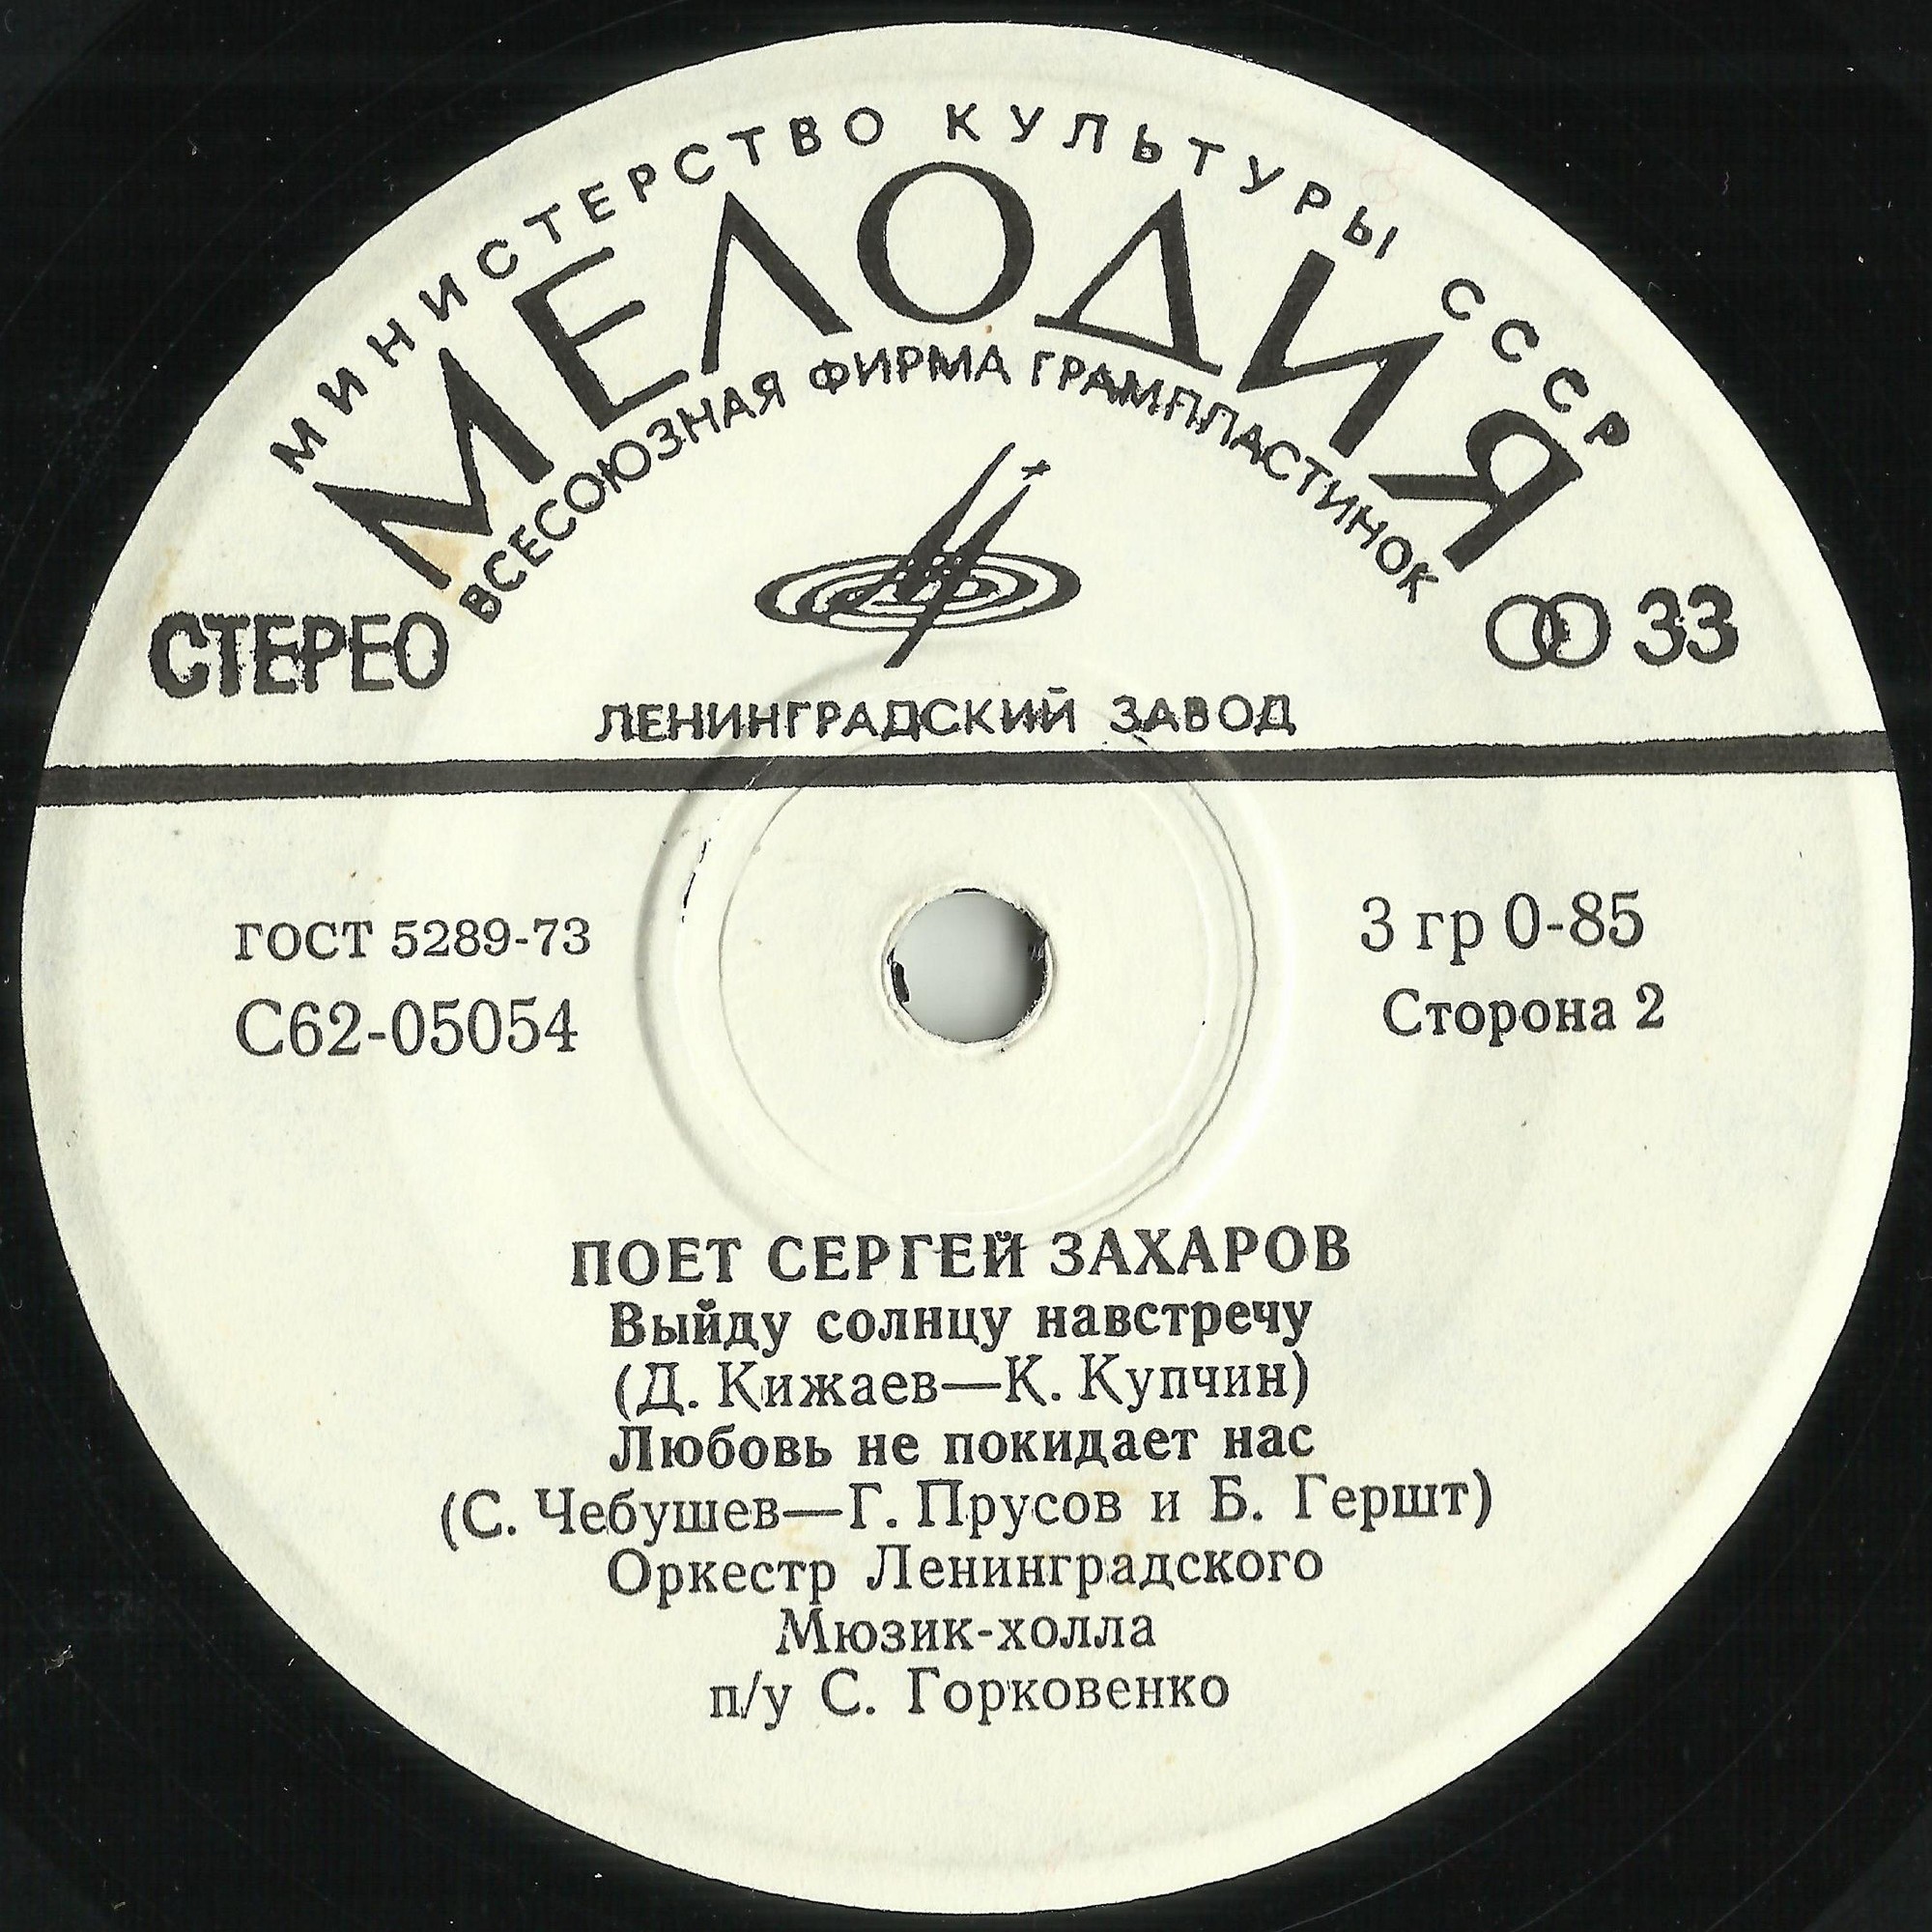 МИНИСТЕРСТВО КУЛЬТУРЫ СССР
МЕЛОДИЯ
ВСЕСОЮЗНАЯ ФИРМА ГРАМПЛАСТИНОК
СТЕРЕО
33
ЛЕНИНГРАДСКИЙ ЗАВОД
ГОСТ 5289-73
С62-05054
3 гр 0-85
Сторона 2
ПОЕТ СЕРГЕЙ ЗАХАРОВ
Выйду солнцу навстречу
(Д. Кижаев—К. Купчин)
Любовь не покидает нас
(С. Чебушев—Г. Прусов и Б. Гершт)
Оркестр Ленинградского
Мюзик-холла
п/у С. Горковенко